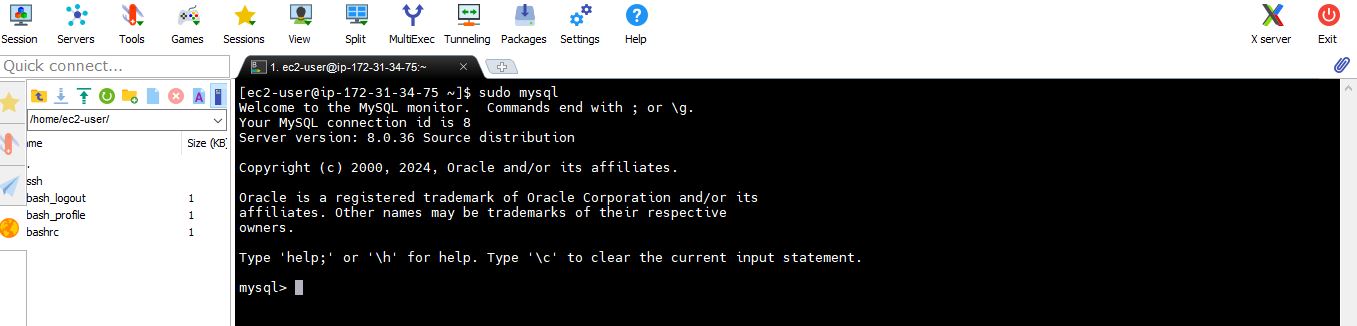 Session Servers Tools Games Sessions View Split MultiExec Tunneling Packages Settings Help X server Exit
Quick connect...
1. ec2-user@ip-172-31-34-75:~
/home/ec2-user/
me Size (KB)
.
ssh
bash_logout 1
bash_profile 1
bashrc 1
[ec2-user@ip-172-31-34-75 ~]$ sudo mysql
Welcome to the MySQL monitor.  Commands end with ; or \g.
Your MySQL connection id is 8
Server version: 8.0.36 Source distribution
Copyright (c) 2000, 2024, Oracle and/or its affiliates.
Oracle is a registered trademark of Oracle Corporation and/or its
affiliates. Other names may be trademarks of their respective
owners.
Type 'help;' or '\h' for help. Type '\c' to clear the current input statement.
mysql>